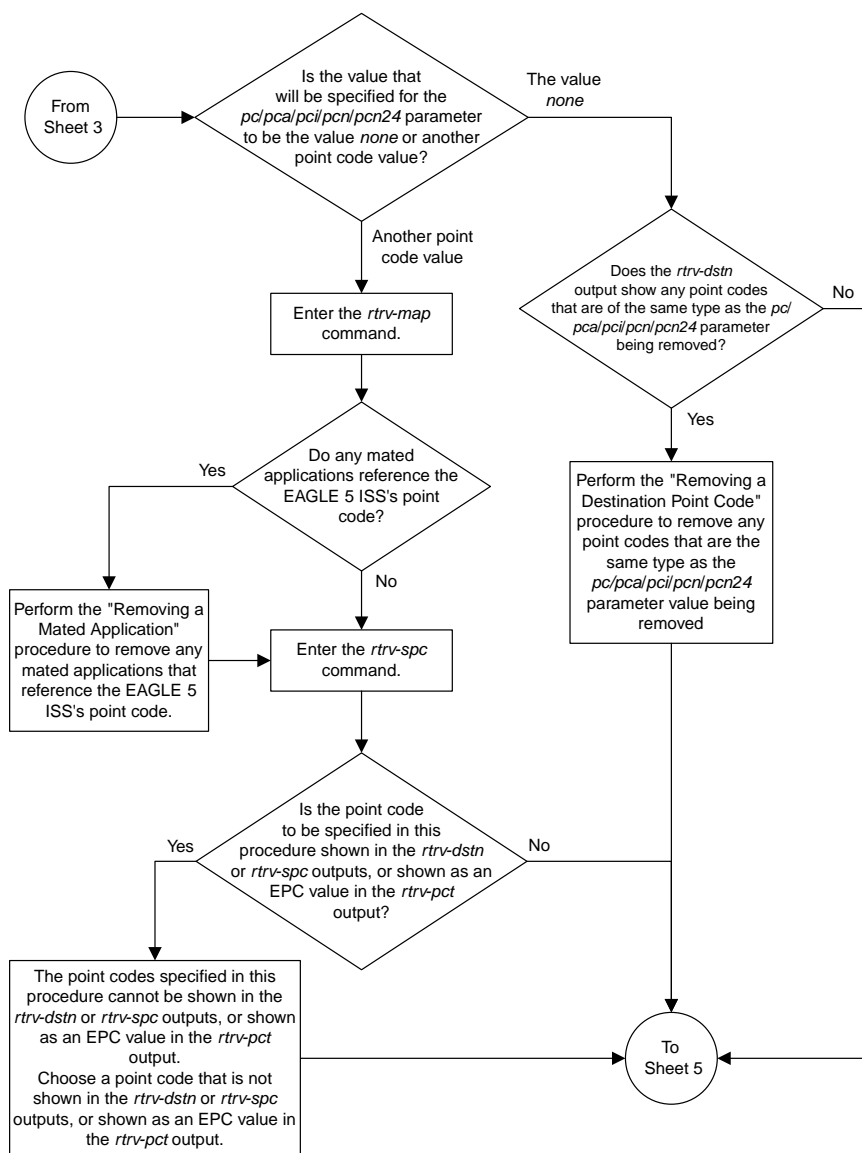 From
Sheet 3
Is the value that
will be specified for the
pc/pca/pci/pcn/pcn24 parameter
to be the value none or another
point code value?
The value
none
Another point
code value
Does the rtrv-dstn
output show any point codes
that are of the same type as the pc/
pca/pci/pcn/pcn24 parameter
being removed?
No
Yes
Enter the rtrv-map
command.
Do any mated
applications reference the
EAGLE 5 ISS's point
code?
Yes
No
Perform the "Removing a
Destination Point Code"
procedure to remove any
point codes that are the
same type as the
pc/pca/pci/pcn/pcn24
parameter value being
removed
Perform the "Removing a
Mated Application"
procedure to remove any
mated applications that
reference the EAGLE 5
ISS's point code.
Enter the rtrv-spc
command.
Is the point code
to be specified in this
procedure shown in the rtrv-dstn
or rtrv-spc outputs, or shown as an
EPC value in the rtrv-pct
output?
Yes
No
The point codes specified in this
procedure cannot be shown in the
rtrv-dstn or rtrv-spc outputs, or shown
as an EPC value in the rtrv-pct
output.
Choose a point code that is not
shown in the rtrv-dstn or rtrv-spc
outputs, or shown as an EPC value in
the rtrv-pct output.
To
Sheet 5